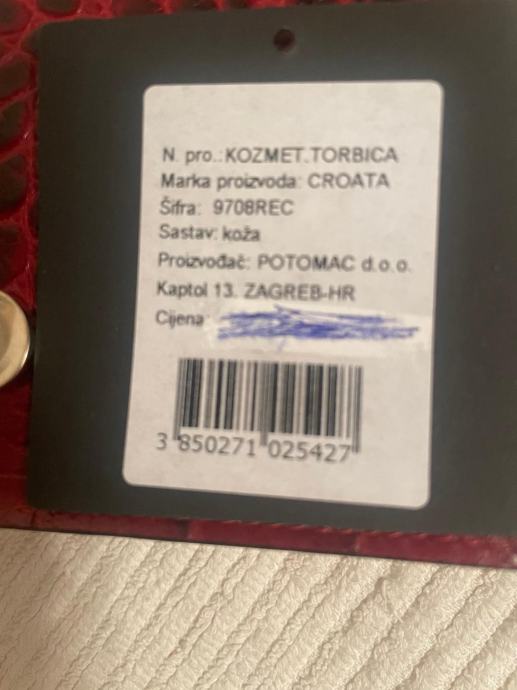 N. pro.: KOZMET.TORBICA
Marka proizvoda: CROATA
Šifra: 9708REC
Sastav: koža
Proizvođač: POTOMAC d.o.o.
Kaptol 13. ZAGREB-HR
Cijena
3 850271 025427